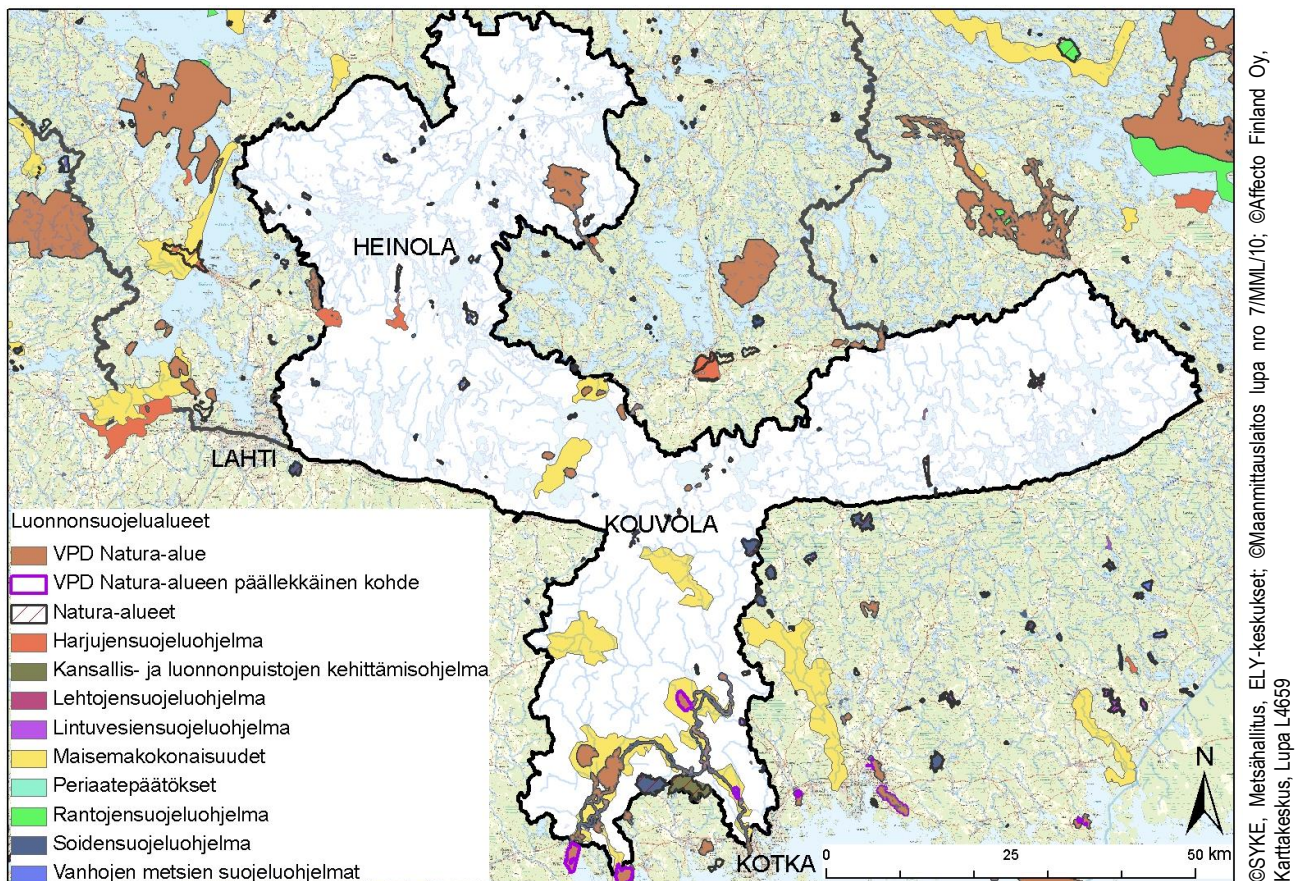 HEINOLA
LAHTI
KOUVOLA
KOTKA
Luonnonsuojelualueet
VPD Natura-alue
VPD Natura-alueen päällekkäinen kohde
Natura-alueet
Harjujensuojeluohjelma
Kansallis- ja luonnonpuistojen kehittämisohjelma
Lehtojensuojeluohjelma
Lintuvesiensuojeluohjelma
Maisemakokonaisuudet
Periaatepäätökset
Rantojensuojeluohjelma
Soidensuojeluohjelma
Vanhojen metsien suojeluohjelmat
N
0 25 50 km
©SYKE, Metsähallitus, ELY-keskukset; ©Maanmittauslaitos lupa nro 7/MML/10; ©Affecto Finland Oy,
Karttakeskus, Lupa L4659